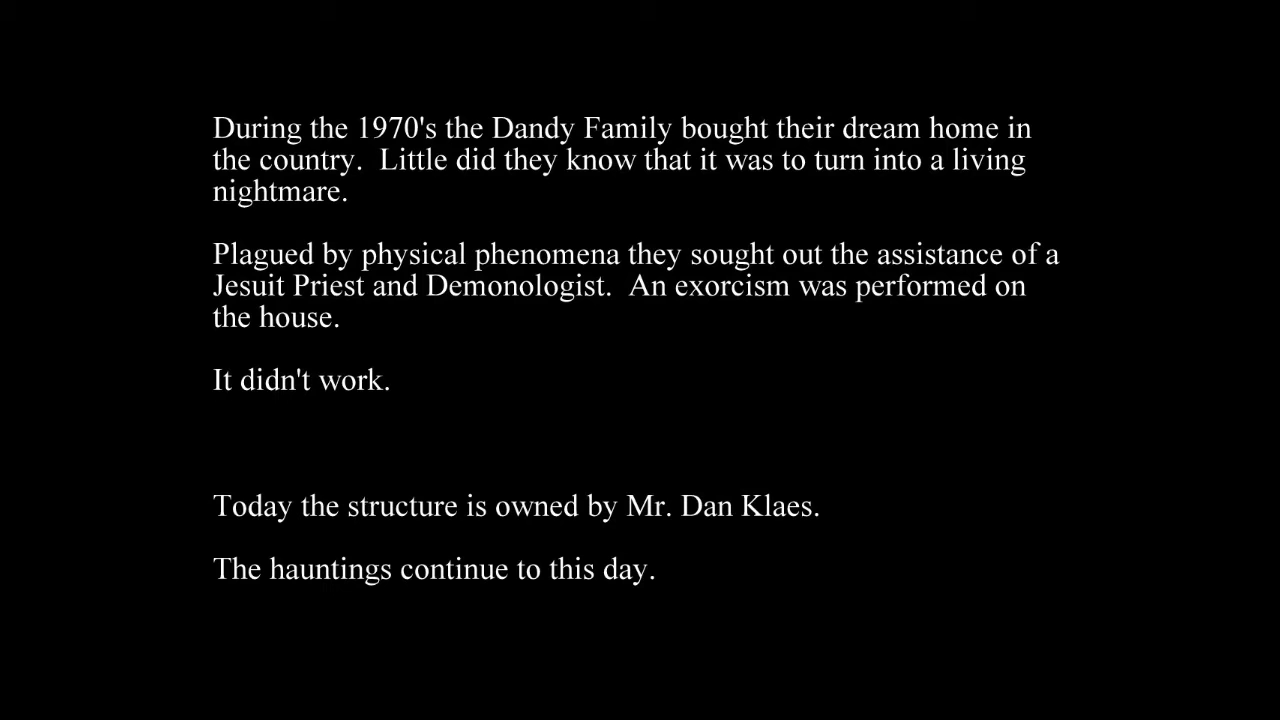 During the 1970's the Dandy Family bought their dream home in
the country.  Little did they know that it was to turn into a living
nightmare.
Plagued by physical phenomena they sought out the assistance of a
Jesuit Priest and Demonologist.  An exorcism was performed on
the house.
It didn't work.
Today the structure is owned by Mr. Dan Klaes.
The hauntings continue to this day.